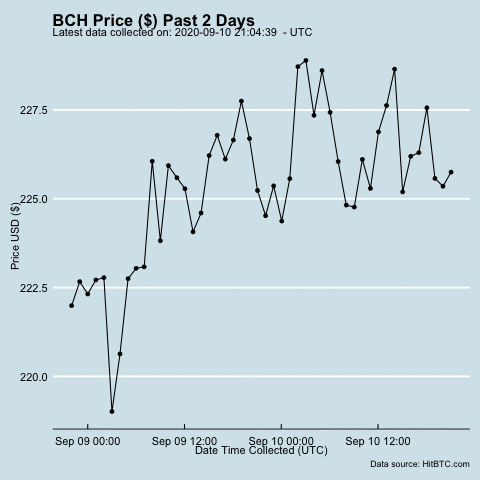 BCH Price ($) Past 2 Days
Latest data collected on: 2020-09-10 21:04:39  - UTC
227.5
225.0
222.5
220.0
Price USD ($)
Sep 09 00:00 Sep 09 12:00 Sep 10 00:00 Sep 10 12:00
Date Time Collected (UTC)
Data source: HitBTC.com